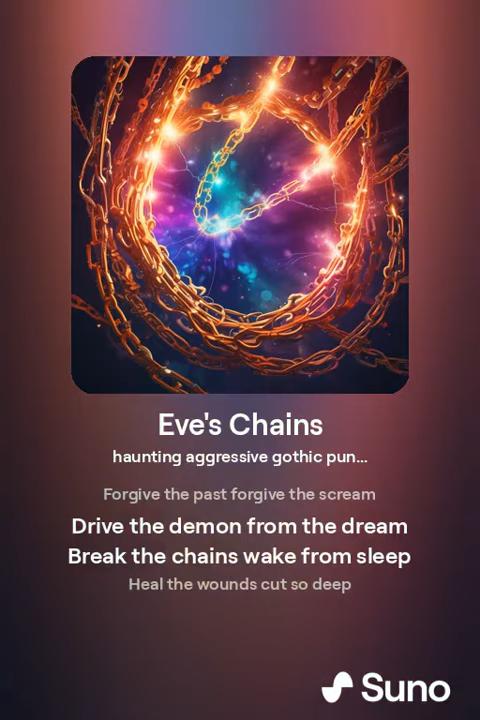 Eve's Chains
haunting aggressive gothic pun...
Forgive the past forgive the scream
Drive the demon from the dream
Break the chains wake from sleep
Heal the wounds cut so deep
Suno